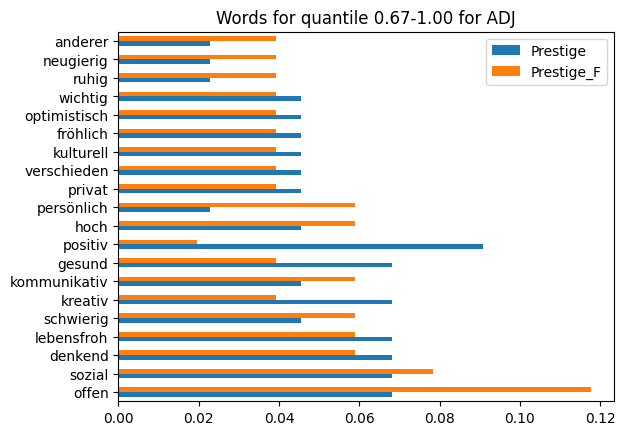 Words for quantile 0.67-1.00 for ADJ
anderer
neugierig
ruhig
wichtig
optimistisch
fröhlich
kulturell
verschieden
privat
persönlich
hoch
positiv
gesund
kommunikativ
kreativ
schwierig
lebensfroh
denkend
sozial
offen
Prestige
Prestige_F
0.00 0.02 0.04 0.06 0.08 0.10 0.12